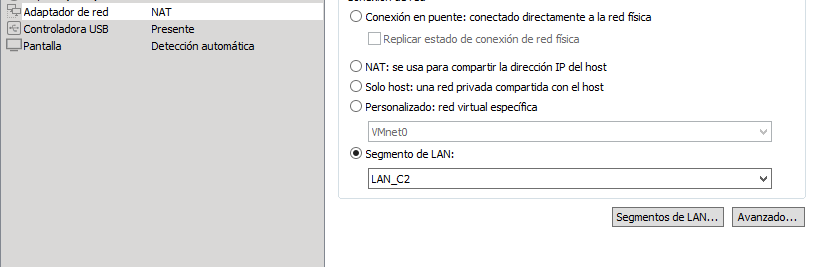 Adaptador de red NAT
Controladora USB Presente
Pantalla Detección automática
Conexión en puente: conectado directamente a la red física
Replicar estado de conexión de red física
NAT: se usa para compartir la dirección IP del host
Solo host: una red privada compartida con el host
Personalizado: red virtual específica
VMnet0
Segmento de LAN:
LAN_C2
Segmentos de LAN... Avanzado...